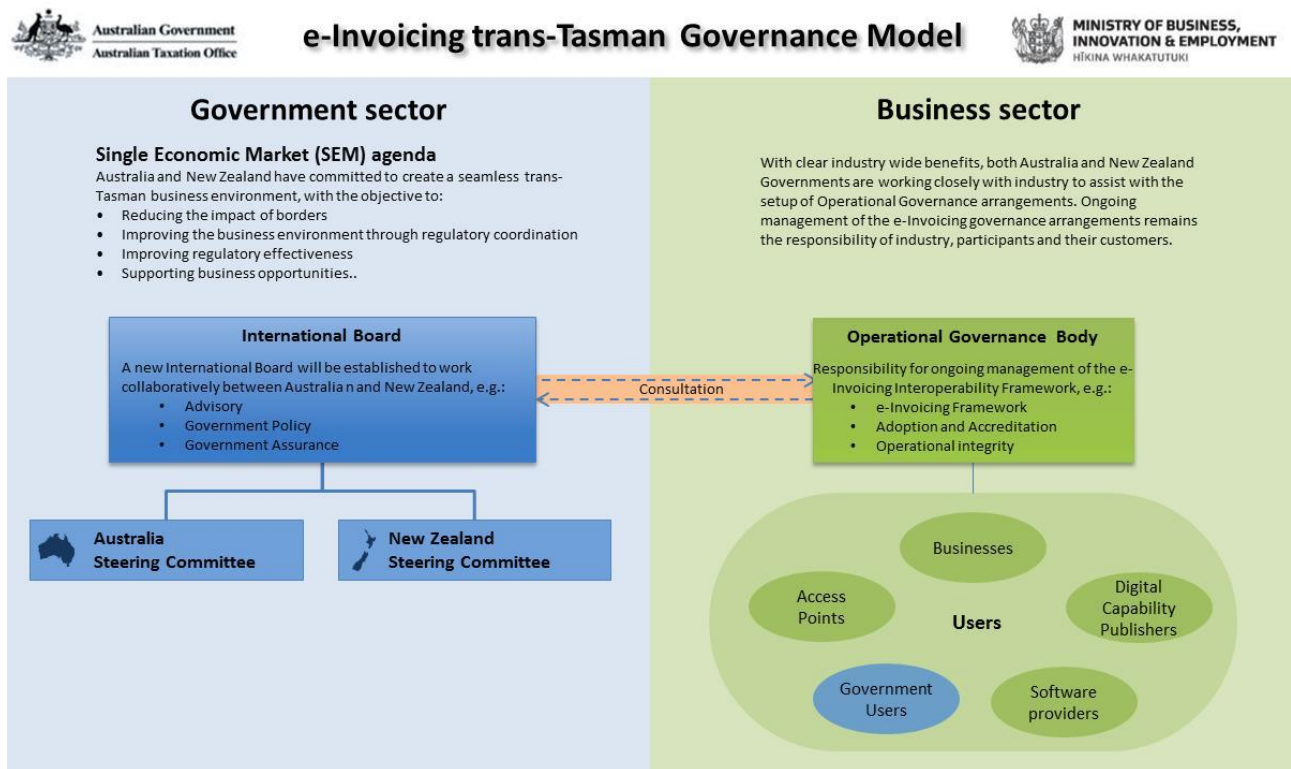 Australian Government
Australian Taxation Office
e-Invoicing trans-Tasman Governance Model
MINISTRY OF BUSINESS,
INNOVATION & EMPLOYMENT
HĪKINA WHAKATUTUKI
Government sector
Single Economic Market (SEM) agenda
Australia and New Zealand have committed to create a seamless trans-
Tasman business environment, with the objective to:
• Reducing the impact of borders
• Improving the business environment through regulatory coordination
• Improving regulatory effectiveness
• Supporting business opportunities..
International Board
A new International Board will be established to work
collaboratively between Australia n and New Zealand, e.g.:
• Advisory
• Government Policy
• Government Assurance
Australia
Steering Committee
New Zealand
Steering Committee
Consultation
Business sector
With clear industry wide benefits, both Australia and New Zealand
Governments are working closely with industry to assist with the
setup of Operational Governance arrangements. Ongoing
management of the e-Invoicing governance arrangements remains
the responsibility of industry, participants and their customers.
Operational Governance Body
Responsibility for ongoing management of the e-
Invoicing Interoperability Framework, e.g.:
• e-Invoicing Framework
• Adoption and Accreditation
• Operational integrity
Businesses
Access
Points
Users
Digital
Capability
Publishers
Government
Users
Software
providers